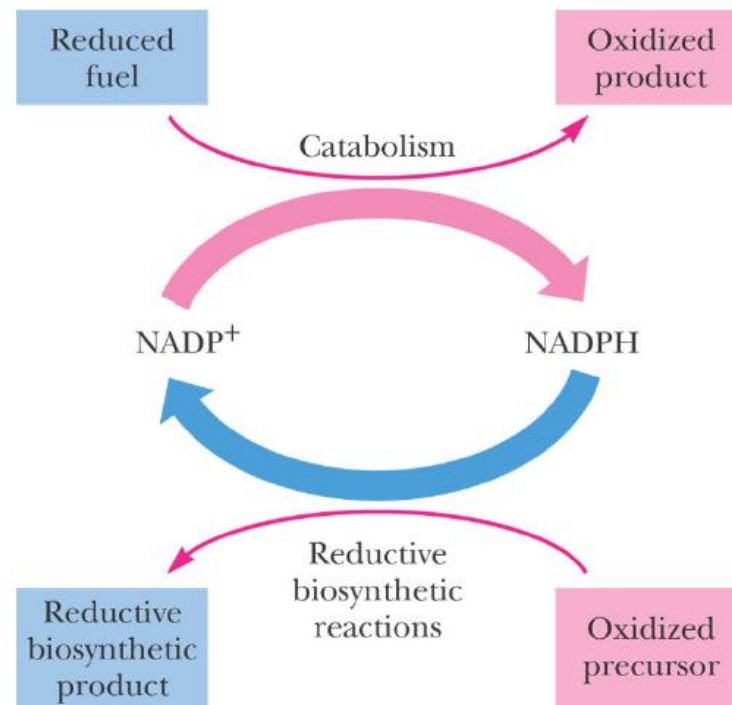 Reduced
fuel
Oxidized
product
Catabolism
NADP⁺
NADPH
Reductive
biosynthetic
reactions
Reductive
biosynthetic
product
Oxidized
precursor